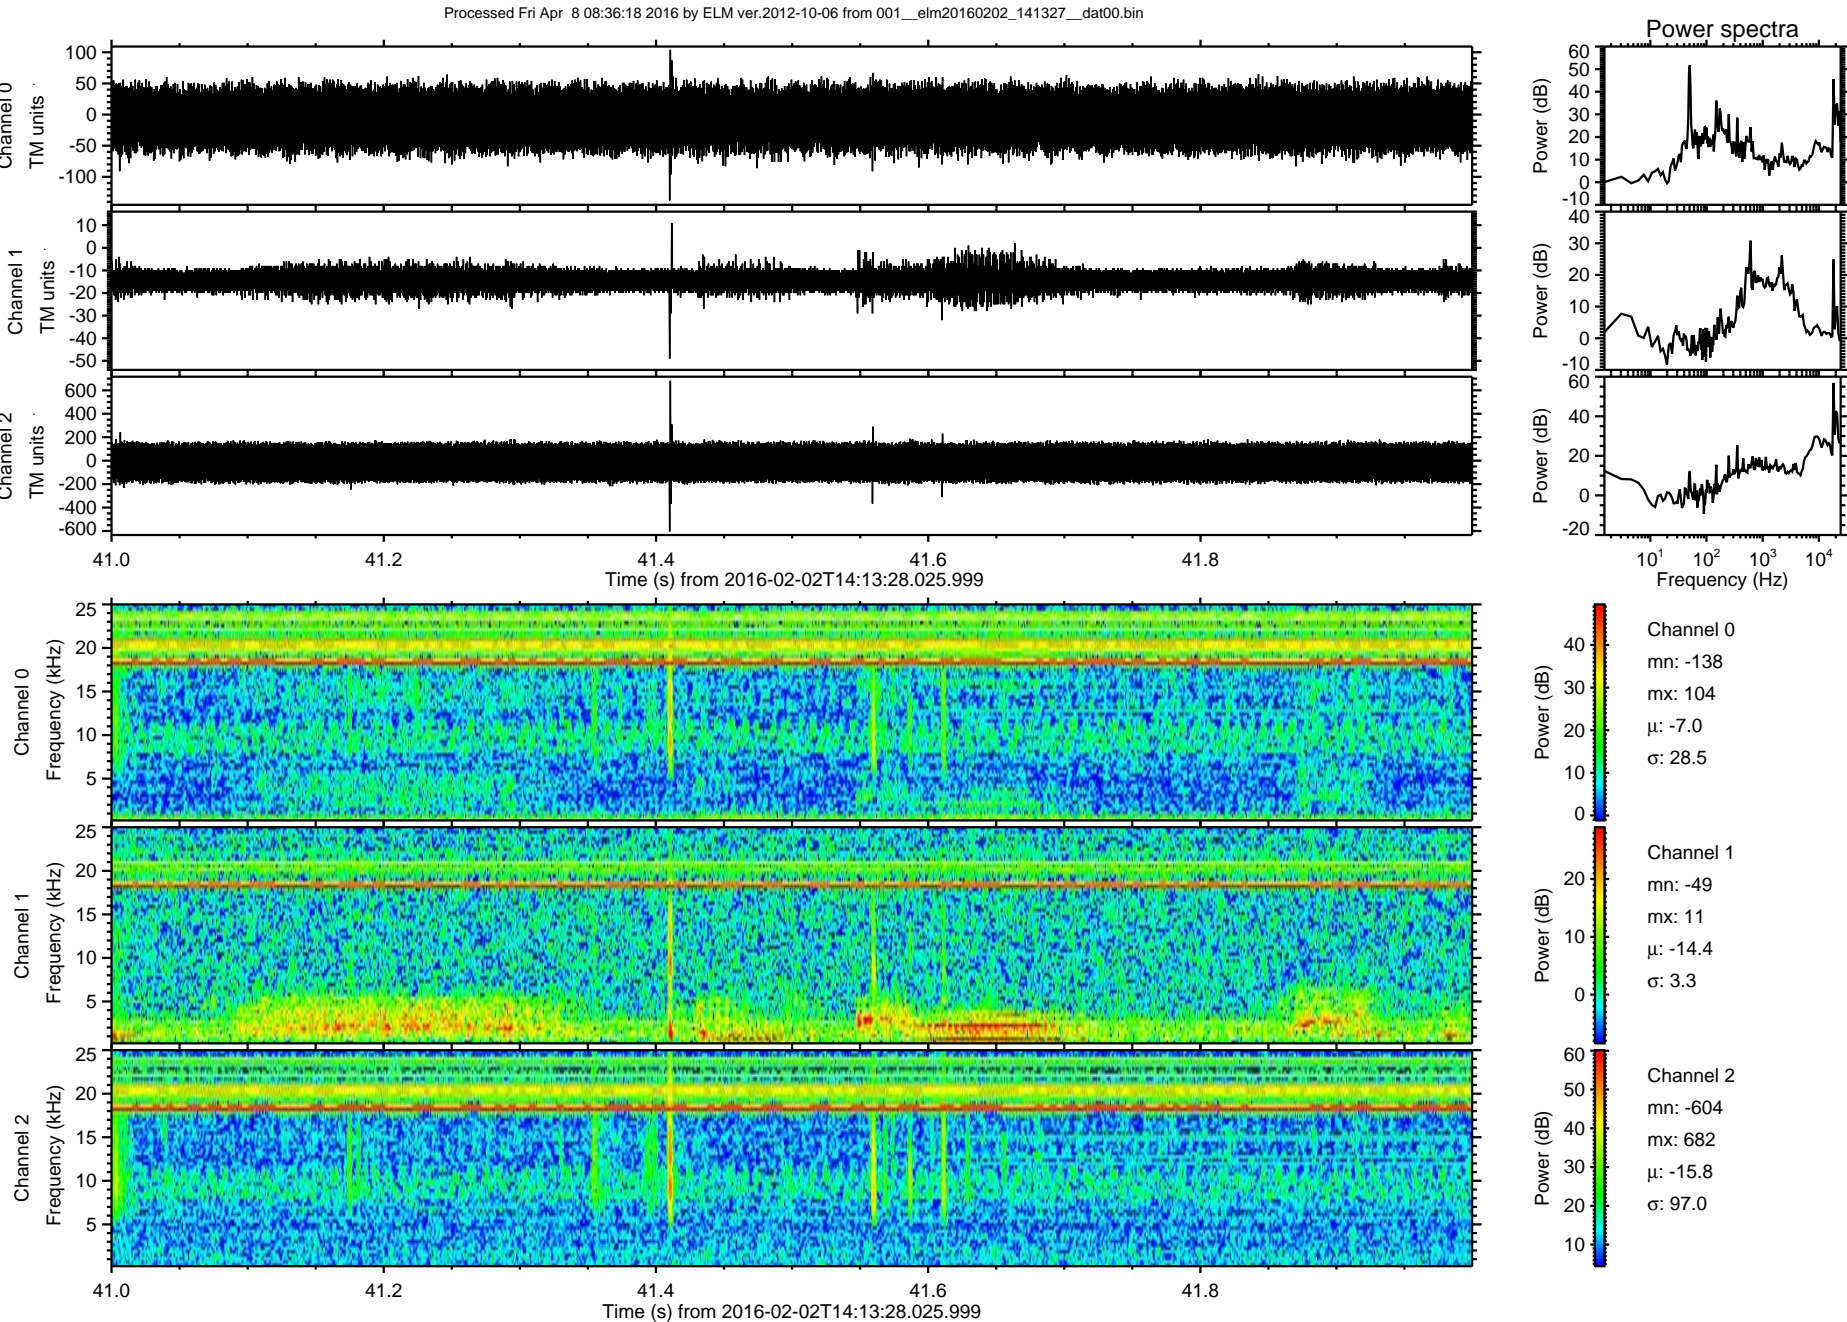 Processed Fri Apr  8 08:36:18 2016 by ELM ver.2012-10-06 from 001__elm20160202_141327__dat00.bin
Power spectra
Channel 0
TM units
100
50
0
-50
-100
Power (dB)
60
50
40
30
20
10
0
-10
Channel 1
TM units
10
0
-10
-20
-30
-40
-50
Power (dB)
40
30
20
10
0
-10
Channel 2
TM units
600
400
200
0
-200
-400
-600
Power (dB)
60
40
20
0
-20
41.0 41.2 41.4 41.6 41.8
Time (s) from 2016-02-02T14:13:28.025.999
10^1 10^2 10^3 10^4
Frequency (Hz)
Channel 0
Frequency (kHz)
25
20
15
10
5
Power (dB)
40
30
20
10
0
Channel 0
mn: -138
mx: 104
μ: -7.0
σ: 28.5
Channel 1
Frequency (kHz)
25
20
15
10
5
Power (dB)
20
10
0
Channel 1
mn: -49
mx: 11
μ: -14.4
σ: 3.3
Channel 2
Frequency (kHz)
25
20
15
10
5
Power (dB)
60
50
40
30
20
10
Channel 2
mn: -604
mx: 682
μ: -15.8
σ: 97.0
41.0 41.2 41.4 41.6 41.8
Time (s) from 2016-02-02T14:13:28.025.999